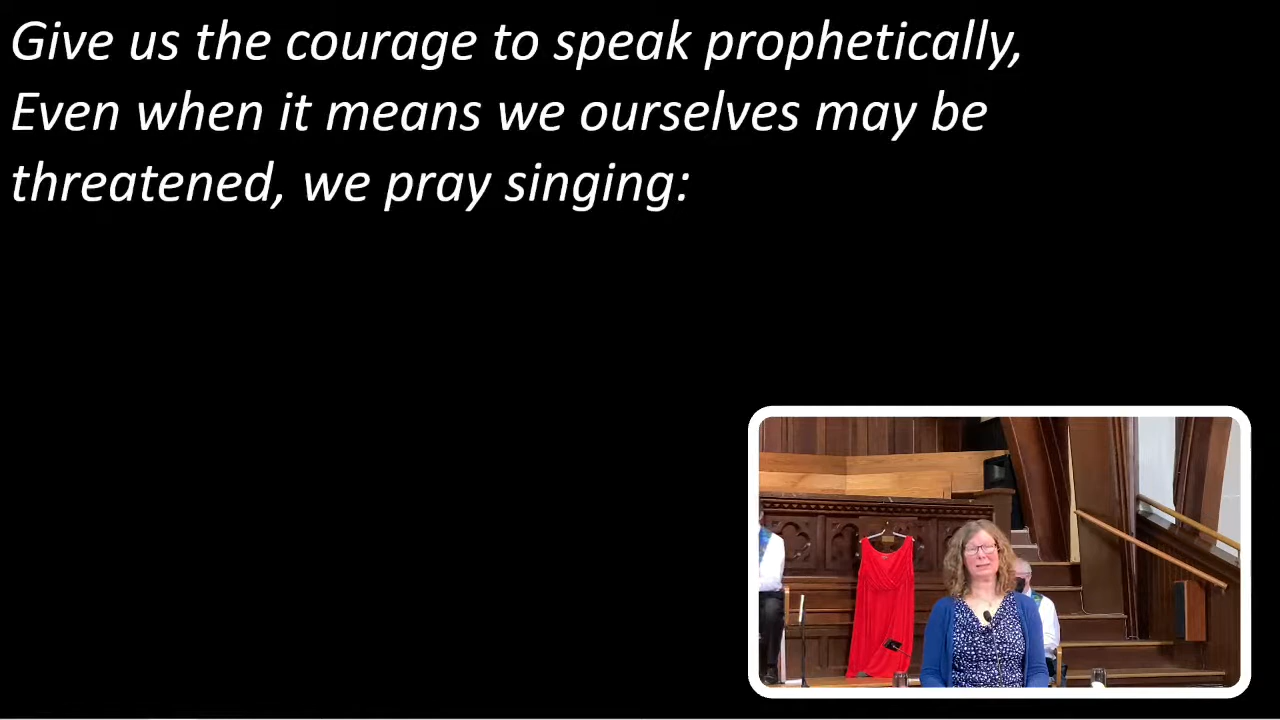 Give us the courage to speak prophetically,
Even when it means we ourselves may be
threatened, we pray singing: